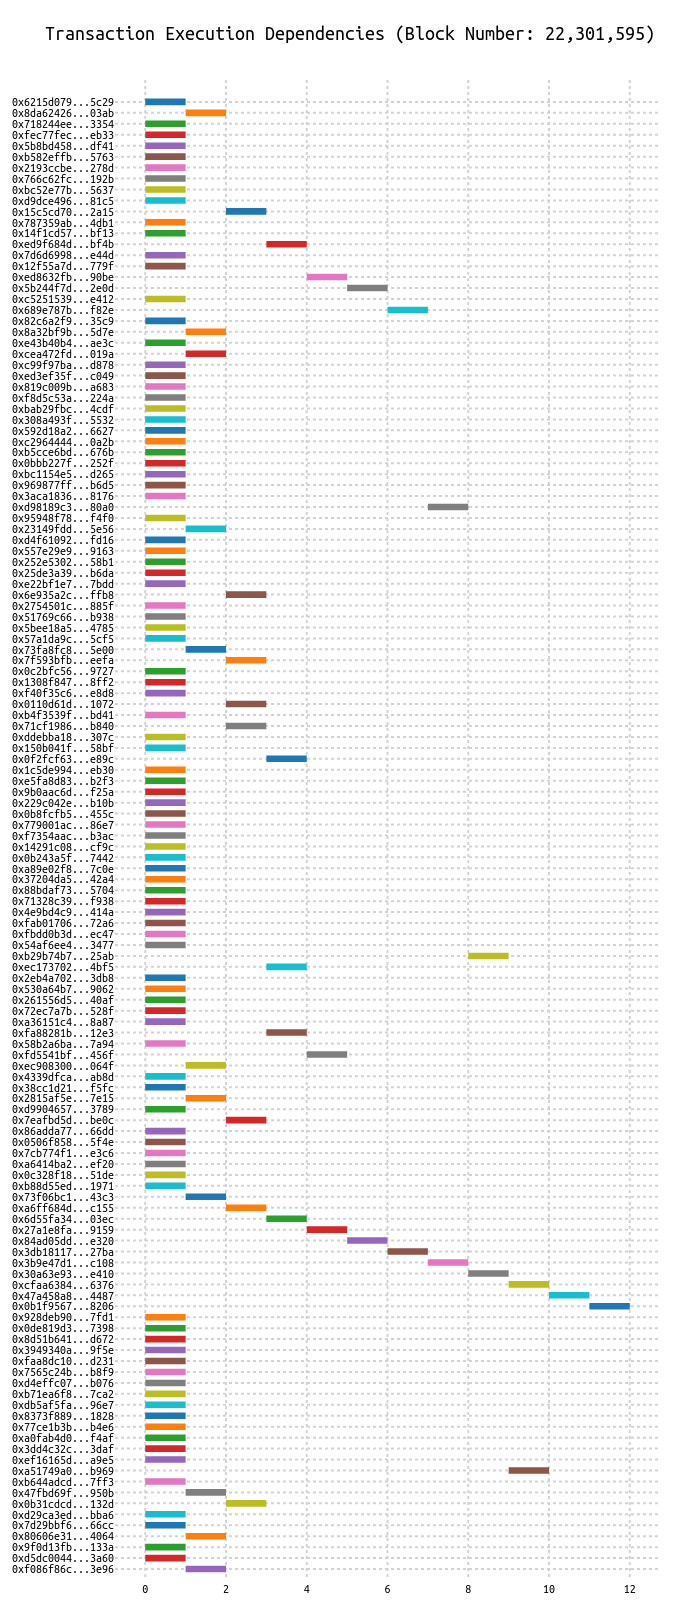 Transaction Execution Dependencies (Block Number: 22,301,595)
0x6215d079...5c29
0x8da62426...03ab
0x718244ee...3354
0xfec77fec...eb33
0x5b8bd458...df41
0xb582effb...5763
0x2193ccbe...278d
0x766c62fc...192b
0xbc52e77b...5637
0xd9dce496...81c5
0x15c5cd70...2a15
0x787359ab...4db1
0x14f1cd57...bf13
0xed9f684d...bf4b
0x7d6d6998...e44d
0x12f55a7d...779f
0xed8632fb...90be
0x5b244f7d...2e0d
0xc5251539...e412
0x689e787b...f82e
0x82c6a2f9...35c9
0x8a32bf9b...5d7e
0xe43b40b4...ae3c
0xcea472fd...019a
0xc99f97ba...d878
0xed3ef35f...c049
0x819c009b...a683
0xf8d5c53a...224a
0xbab29fbc...4cdf
0x308a493f...5532
0x592d18a2...6627
0xc2964444...0a2b
0xb5cce6bd...676b
0x0bbb227f...252f
0xbc1154e5...d265
0x969877ff...b6d5
0x3aca1836...8176
0xd98189c3...80a0
0x95948f78...f4f0
0x23149fdd...5e56
0xd4f61092...fd16
0x557e29e9...9163
0x252e5302...58b1
0x25de3a39...b6da
0xe22bf1e7...7bdd
0x6e935a2c...ffb8
0x2754501c...885f
0x51769c66...b938
0x5bee18a5...4785
0x57a1da9c...5cf5
0x73fa8fc8...5e00
0x7f593bfb...eefa
0x0c2bfc56...9727
0x1308f847...8ff2
0xf40f35c6...e8d8
0x0110d61d...1072
0xb4f3539f...bd41
0x71cf1986...b840
0xddebba18...307c
0x150b041f...58bf
0x0f2fcf63...e89c
0x1c5de994...eb30
0xe5fa8d83...b2f3
0x9b0aac6d...f25a
0x229c042e...b10b
0x0b8fcfb5...455c
0x779001ac...86e7
0xf7354aac...b3ac
0x14291c08...cf9c
0x0b243a5f...7442
0xa89e02f8...7c0e
0x37204da5...42a4
0x88bdaf73...5704
0x71328c39...f938
0x4e9bd4c9...414a
0xfab01706...72a6
0xfbdd0b3d...ec47
0x54af6ee4...3477
0xb29b74b7...25ab
0xec173702...4bf5
0x2eb4a702...3db8
0x530a64b7...9062
0x261556d5...40af
0x72ec7a7b...528f
0xa36151c4...8a87
0xfa88281b...12e3
0x58b2a6ba...7a94
0xfd5541bf...456f
0xec908300...064f
0x4339dfca...ab8d
0x38cc1d21...f5fc
0x2815af5e...7e15
0xd9904657...3789
0x7eafbd5d...be0c
0x86adda77...66dd
0x0506f858...5f4e
0x7cb774f1...e3c6
0xa6414ba2...ef20
0x0c328f18...51de
0xb88d55ed...1971
0x73f06bc1...43c3
0xa6ff684d...c155
0x6d55fa34...03ec
0x27a1e8fa...9159
0x84ad05dd...e320
0x3db18117...27ba
0x3b9e47d1...c108
0x30a63e93...e410
0xcfaa6384...6376
0x47a458a8...4487
0x0b1f9567...8206
0x928deb90...7fd1
0x0de819d3...7398
0x8d51b641...d672
0x3949340a...9f5e
0xfaa8dc10...d231
0x7565c24b...b8f9
0xd4effc07...b076
0xb71ea6f8...7ca2
0xdb5af5fa...96e7
0x8373f889...1828
0x77ce1b3b...b4e6
0xa0fab4d0...f4af
0x3dd4c32c...3daf
0xef16165d...a9e5
0xa51749a0...b969
0xb644adcd...7ff3
0x47fbd69f...950b
0x0b31cdcd...132d
0xd29ca3ed...bba6
0x7d29bbf6...66cc
0x80606e31...4064
0x9f0d13fb...133a
0xd5dc0044...3a60
0xf086f86c...3e96
0 2 4 6 8 10 12